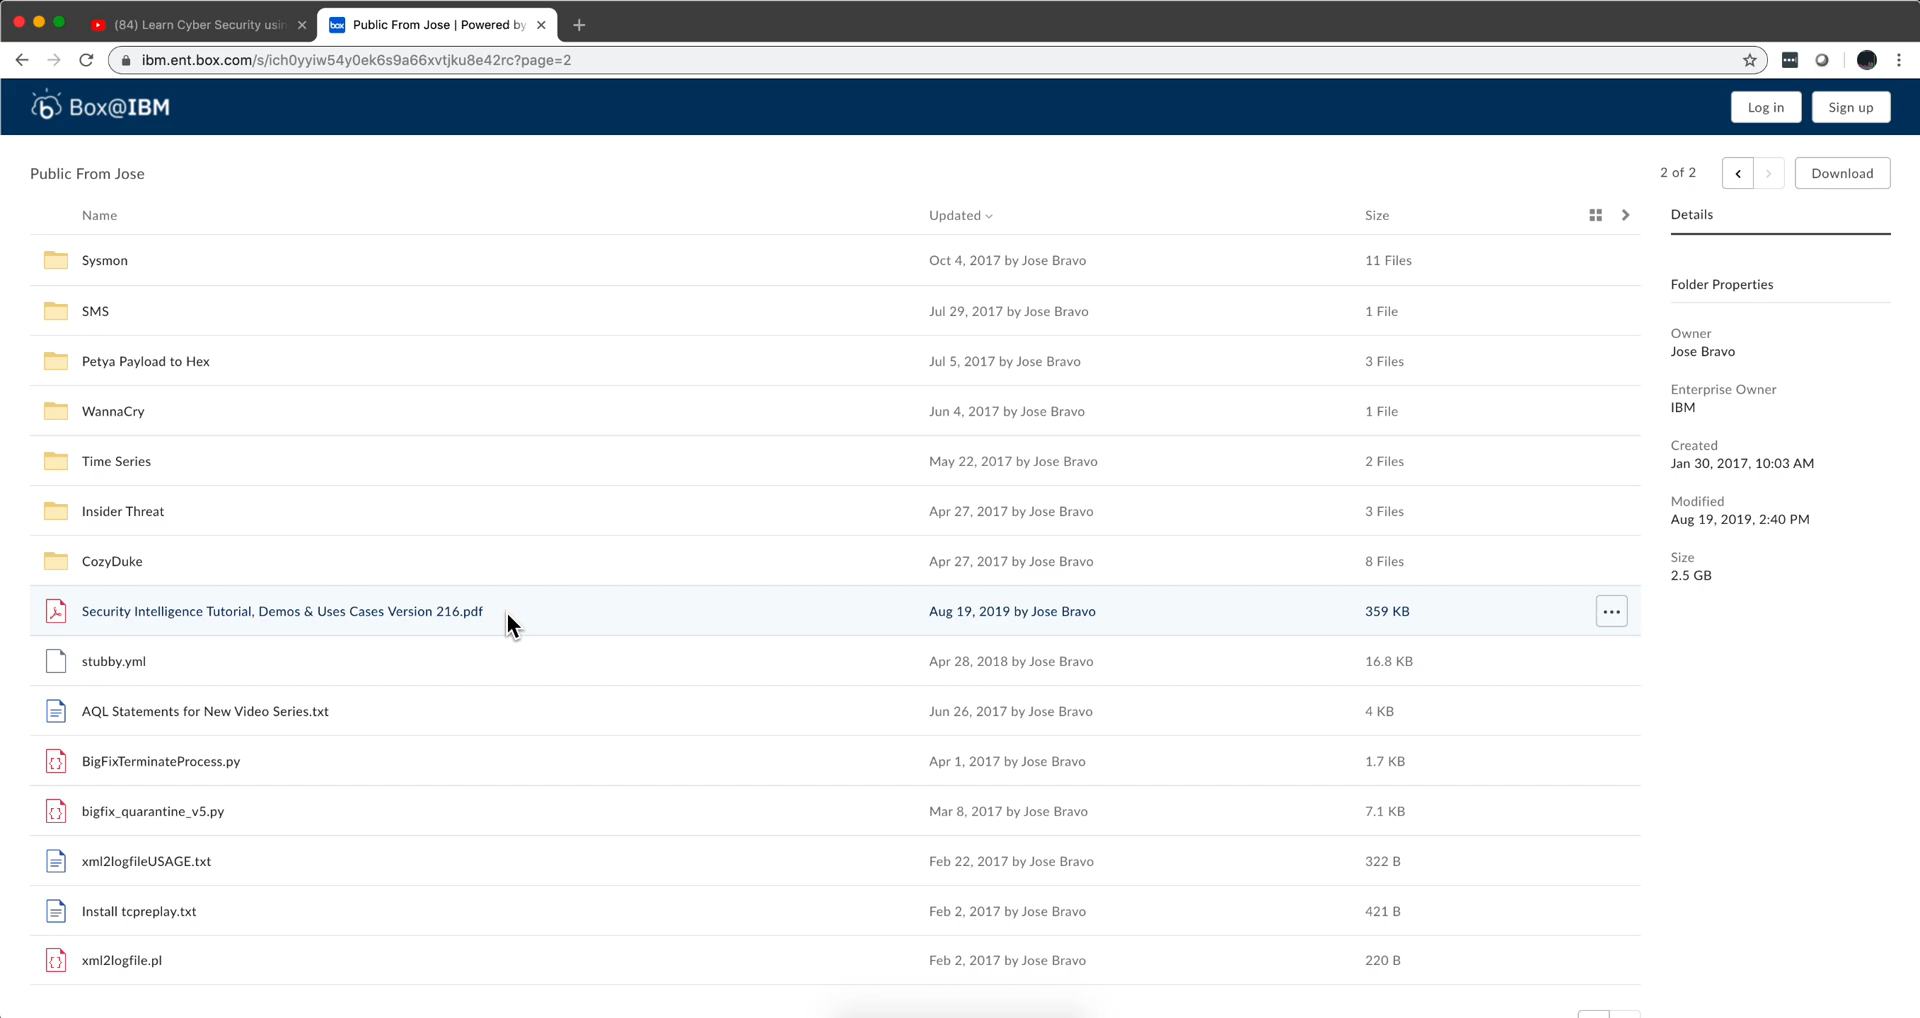 (84) Learn Cyber Security usin
Public From Jose | Powered by
ibm.ent.box.com/s/ich0yyiw54y0ek6s9a66xvtjku8e42rc?page=2
Box@IBM
Log in
Sign up
Public From Jose
2 of 2
Download
Name Updated Size
Details
Sysmon Oct 4, 2017 by Jose Bravo 11 Files
SMS Jul 29, 2017 by Jose Bravo 1 File
Petya Payload to Hex Jul 5, 2017 by Jose Bravo 3 Files
WannaCry Jun 4, 2017 by Jose Bravo 1 File
Time Series May 22, 2017 by Jose Bravo 2 Files
Insider Threat Apr 27, 2017 by Jose Bravo 3 Files
CozyDuke Apr 27, 2017 by Jose Bravo 8 Files
Security Intelligence Tutorial, Demos & Uses Cases Version 216.pdf Aug 19, 2019 by Jose Bravo 359 KB
stubby.yml Apr 28, 2018 by Jose Bravo 16.8 KB
AQL Statements for New Video Series.txt Jun 26, 2017 by Jose Bravo 4 KB
BigFixTerminateProcess.py Apr 1, 2017 by Jose Bravo 1.7 KB
bigfix_quarantine_v5.py Mar 8, 2017 by Jose Bravo 7.1 KB
xml2logfileUSAGE.txt Feb 22, 2017 by Jose Bravo 322 B
Install tcpreplay.txt Feb 2, 2017 by Jose Bravo 421 B
xml2logfile.pl Feb 2, 2017 by Jose Bravo 220 B
Folder Properties
Owner
Jose Bravo
Enterprise Owner
IBM
Created
Jan 30, 2017, 10:03 AM
Modified
Aug 19, 2019, 2:40 PM
Size
2.5 GB